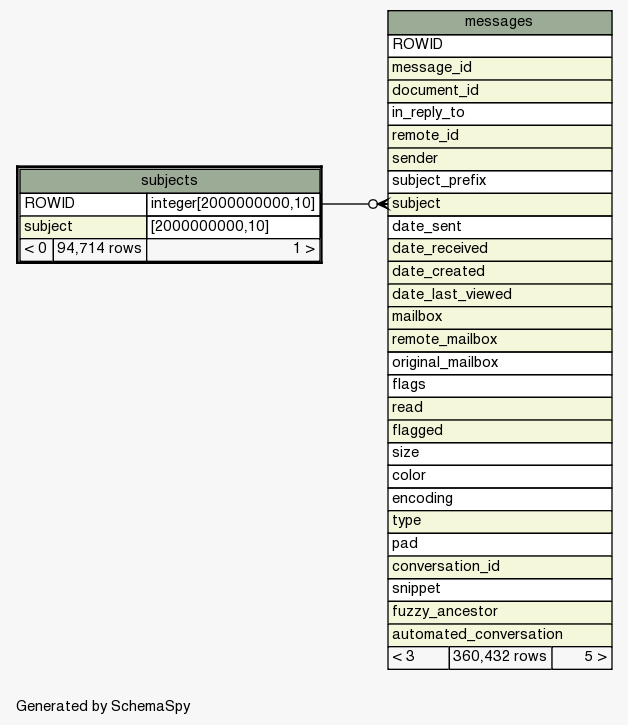 messages
ROWID
message_id
document_id
in_reply_to
remote_id
sender
subject_prefix
subject
date_sent
date_received
date_created
date_last_viewed
mailbox
remote_mailbox
original_mailbox
flags
read
flagged
size
color
encoding
type
pad
conversation_id
snippet
fuzzy_ancestor
automated_conversation
< 3 360,432 rows 5 >
subjects
ROWID integer[2000000000,10]
subject [2000000000,10]
< 0 94,714 rows 1 >
Generated by SchemaSpy